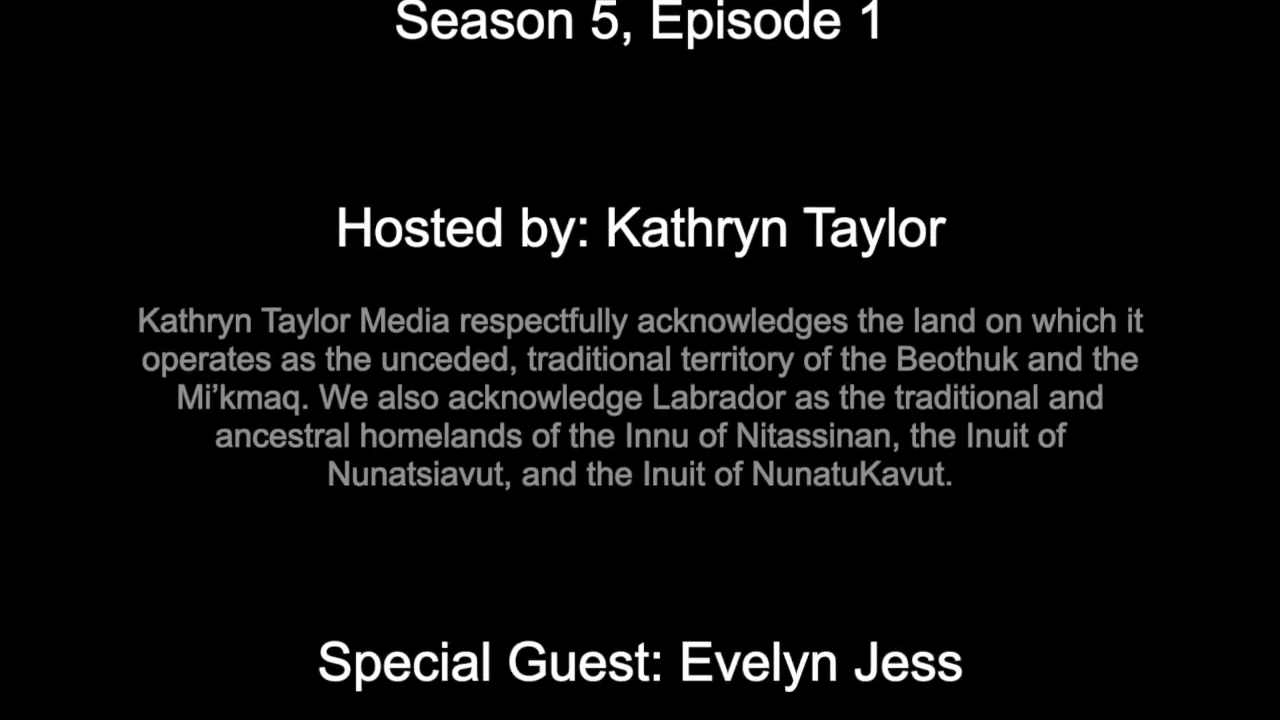 Season 5, Episode 1
Hosted by: Kathryn Taylor
Kathryn Taylor Media respectfully acknowledges the land on which it
operates as the unceded, traditional territory of the Beothuk and the
Mi’kmaq. We also acknowledge Labrador as the traditional and
ancestral homelands of the Innu of Nitassinan, the Inuit of
Nunatsiavut, and the Inuit of NunatuKavut.
Special Guest: Evelyn Jess